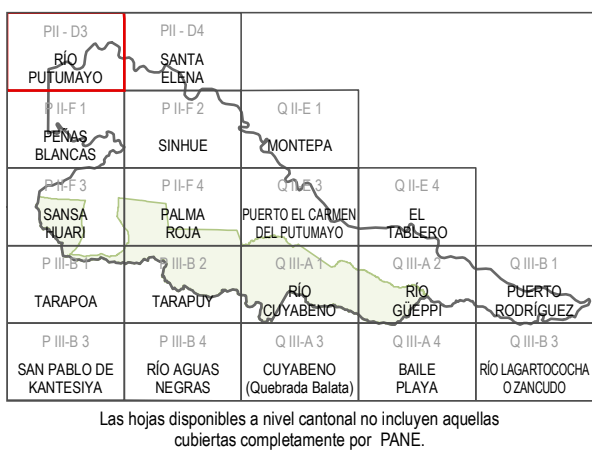 PII - D3
RÍO
PUTUMAYO
PII - D4
SANTA
ELENA
P II-F 1
PEÑAS
BLANCAS
P II-F 2
SINHUE
Q II-E 1
MONTEPA
P II-F 3
SANSA
HUARI
P II-F 4
PALMA
ROJA
Q II-E 3
PUERTO EL CARMEN
DEL PUTUMAYO
Q II-E 4
EL
TABLERO
P III-B 1
TARAPOA
P III-B 2
TARAPUY
Q III-A 1
RÍO
CUYABENO
Q III-A 2
RÍO
GÜEPPI
Q III-B 1
PUERTO
RODRÍGUEZ
P III-B 3
SAN PABLO DE
KANTESIYA
P III-B 4
RÍO AGUAS
NEGRAS
Q III-A 3
CUYABENO
(Quebrada Balata)
Q III-A 4
BAILE
PLAYA
Q III-B 3
RÍO LAGARTOCOCHA
O ZANCUDO
Las hojas disponibles a nivel cantonal no incluyen aquellas
cubiertas completamente por PANE.